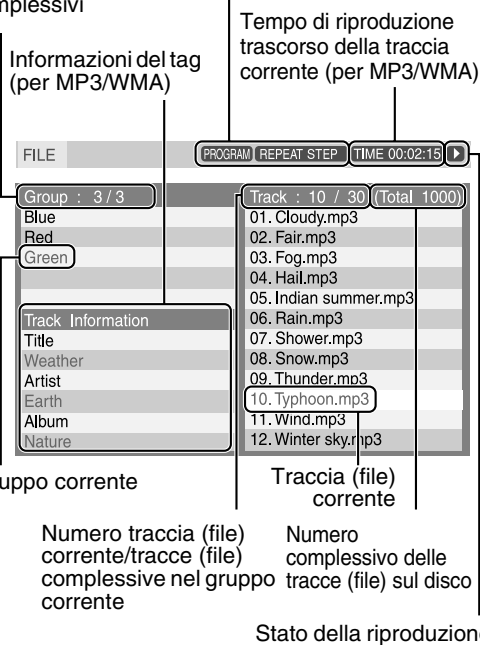 Tempo di riproduzione
trascorso della traccia
corrente (per MP3/WMA)
Informazioni del tag
(per MP3/WMA)
FILE
PROGRAM REPEAT STEP TIME 00:02:15
Group : 3 / 3
Blue
Red
Green
Track Information
Title
Weather
Artist
Earth
Album
Nature
Track : 10 / 30 (Total 1000)
01. Cloudy.mp3
02. Fair.mp3
03. Fog.mp3
04. Hail.mp3
05. Indian summer.mp3
06. Rain.mp3
07. Shower.mp3
08. Snow.mp3
09. Thunder.mp3
10. Typhoon.mp3
11. Wind.mp3
12. Winter sky.mp3
corrente
Traccia (file)
corrente
Numero traccia (file)
corrente/tracce (file)
complessive nel gruppo
corrente
Numero
complessivo delle
tracce (file) sul disco
Stato della riproduzione